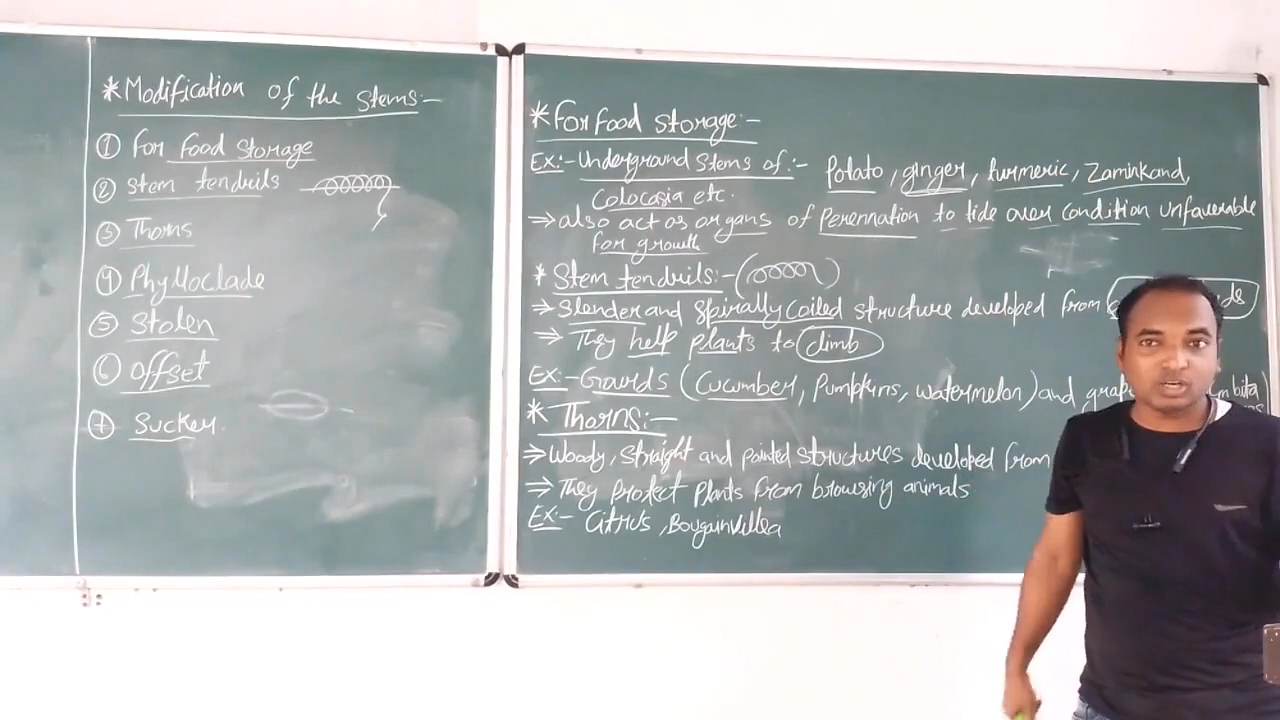 *Modification of the Stems:-
① For Food Storage
② Stem tendrils
③ Thorns
④ Phylloclade
⑤ Stolen
⑥ Offset
⑦ Sucker.
*For food storage:-
Ex:- Underground stems of:- Potato, ginger, turmeric, Zaminkand,
Colocasia etc.
⇒ also act as organs of Perennation to tide over condition unfavourable
for growth
* Stem tendrils:-
⇒ Slender and Spirally Coiled structure developed from
⇒ They help plants to climb
Ex:- Gourds (Cucumber, Pumpkins, watermelon) and
* Thorns:-
⇒ Woody, Straight and pointed structures developed from
⇒ They protect Plants from browsing animals
Ex:- Citrus, Bougainvillea